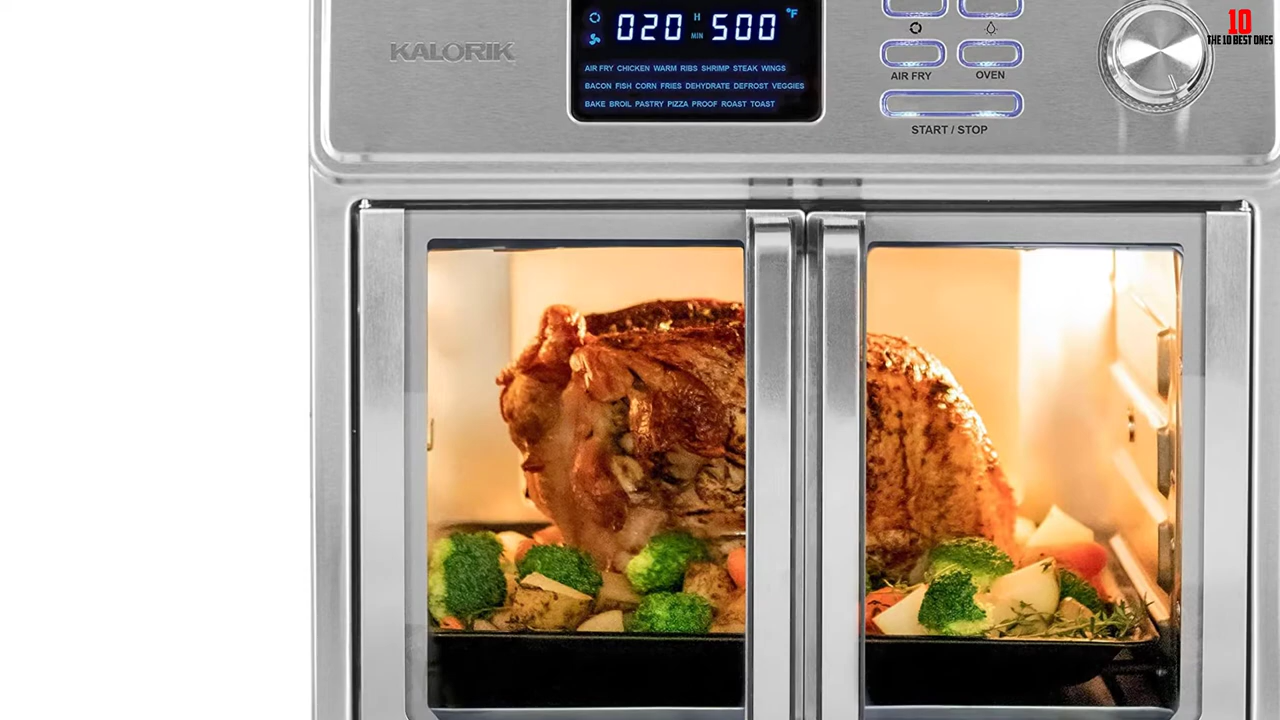 10
THE 10 BEST ONES
KALORIK
020 H MIN 500 °F
AIR FRY CHICKEN WARM RIBS SHRIMP STEAK WINGS
BACON FISH CORN FRIES DEHYDRATE DEFROST VEGGIES
BAKE BROIL PASTRY PIZZA PROOF ROAST TOAST
AIR FRY
OVEN
START / STOP